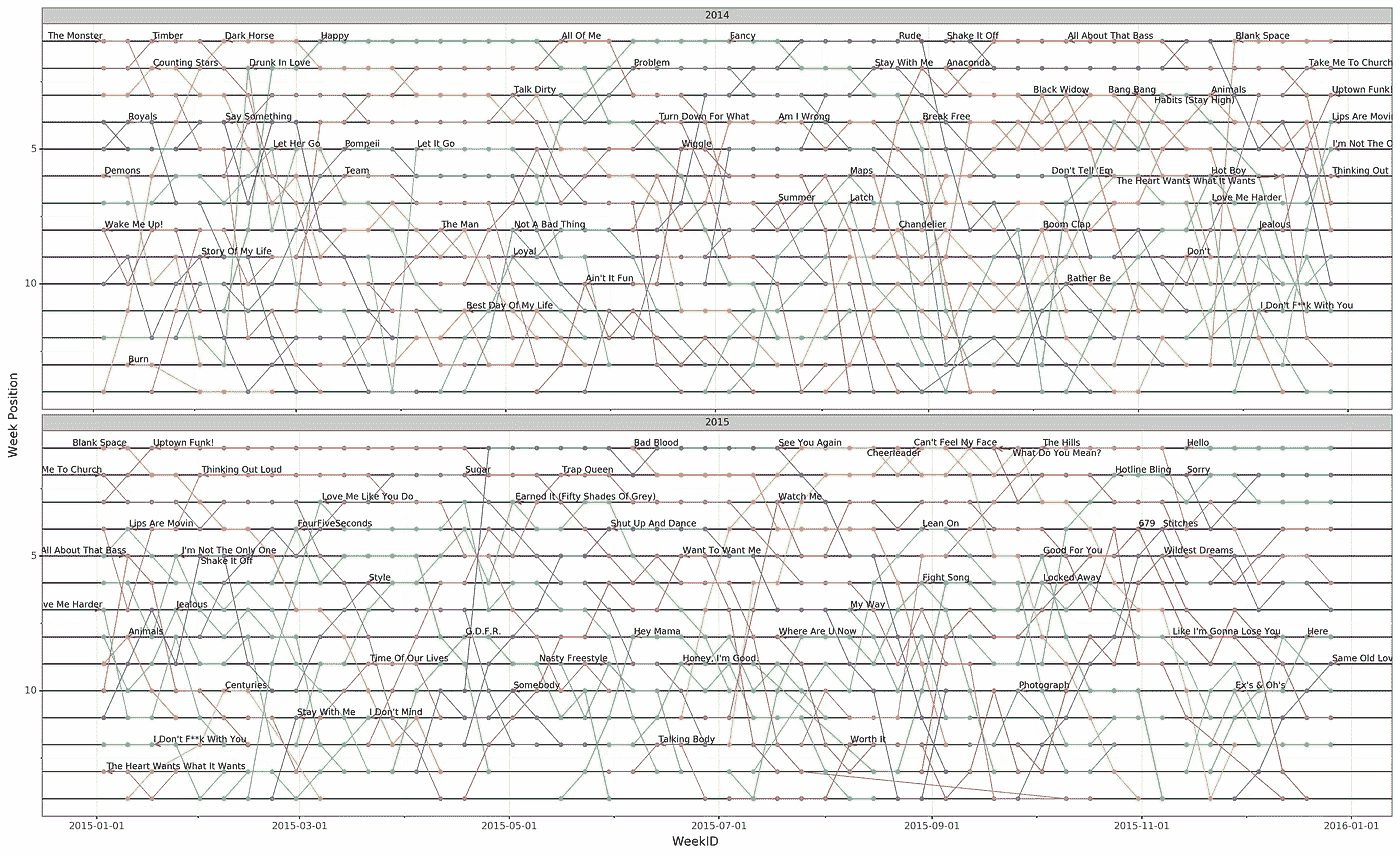 2014
The Monster Timber Dark Horse Happy All Of Me Fancy Rude Shake It Off All About That Bass Blank Space
Counting Stars Drunk In Love Problem Stay With Me Anaconda Take Me To Church
Talk Dirty Black Widow Bang Bang Animals Uptown Funk!
Habits (Stay High)
Royals Say Something Turn Down For What Am I Wrong Break Free Lips Are Movin
5 Let Her Go Pompeii Let It Go Wiggle I'm Not The O
Demons Team Maps Don't Tell 'Em Hot Boy Thinking Out
The Heart Wants What It Wants
Summer Latch Love Me Harder
Wake Me Up! The Man Not A Bad Thing Chandelier Boom Clap Jealous
Story Of My Life Loyal Don't
10 Ain't It Fun Rather Be
Best Day Of My Life I Don't F**k With You
Burn
Week Position
2015
Blank Space Uptown Funk! Bad Blood See You Again Can't Feel My Face The Hills Hello
Cheerleader What Do You Mean?
Me To Church Thinking Out Loud Sugar Trap Queen Hotline Bling Sorry
Love Me Like You Do Earned It (Fifty Shades Of Grey) Watch Me
Lips Are Movin FourFiveSeconds Shut Up And Dance Lean On 679 Stitches
5 All About That Bass I'm Not The Only One Want To Want Me Good For You Wildest Dreams
Shake It Off
Style Fight Song Locked Away
ve Me Harder Jealous My Way
Animals G.D.F.R. Hey Mama Where Are U Now Like I'm Gonna Lose You Here
Time Of Our Lives Nasty Freestyle Honey, I'm Good. Same Old Lov
10 Centuries Somebody Photograph Ex's & Oh's
Stay With Me I Don't Mind
I Don't F**k With You Talking Body Worth It
The Heart Wants What It Wants
2015-01-01 2015-03-01 2015-05-01 2015-07-01 2015-09-01 2015-11-01 2016-01-01
WeekID